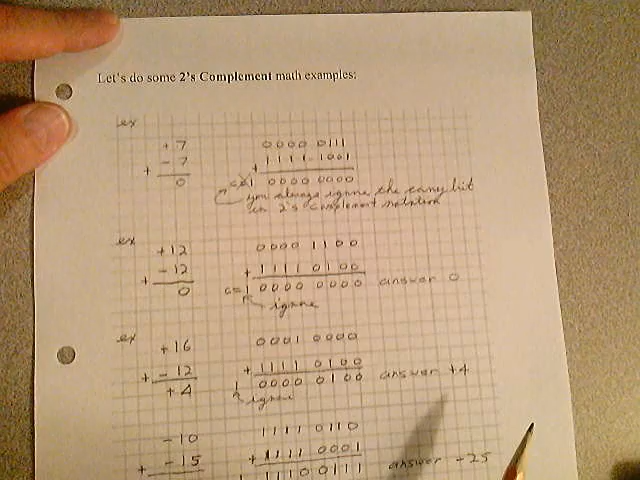 Let's do some 2's Complement math examples:
ex
+7 0000 0111
+ -7 + 1111 1001
0 c=1 0000 0000
you always ignore the carry bit
in 2's complement notation
ex
+12 0000 1100
+ -12 + 1111 0100
0 c=1 0000 0000 answer 0
ignore
ex
+16 0001 0000
+ -12 + 1111 0100
+4 1 0000 0100 answer +4
ignore
-10 1111 0110
+ -15 + 1111 0001
1 11100111 answer -25